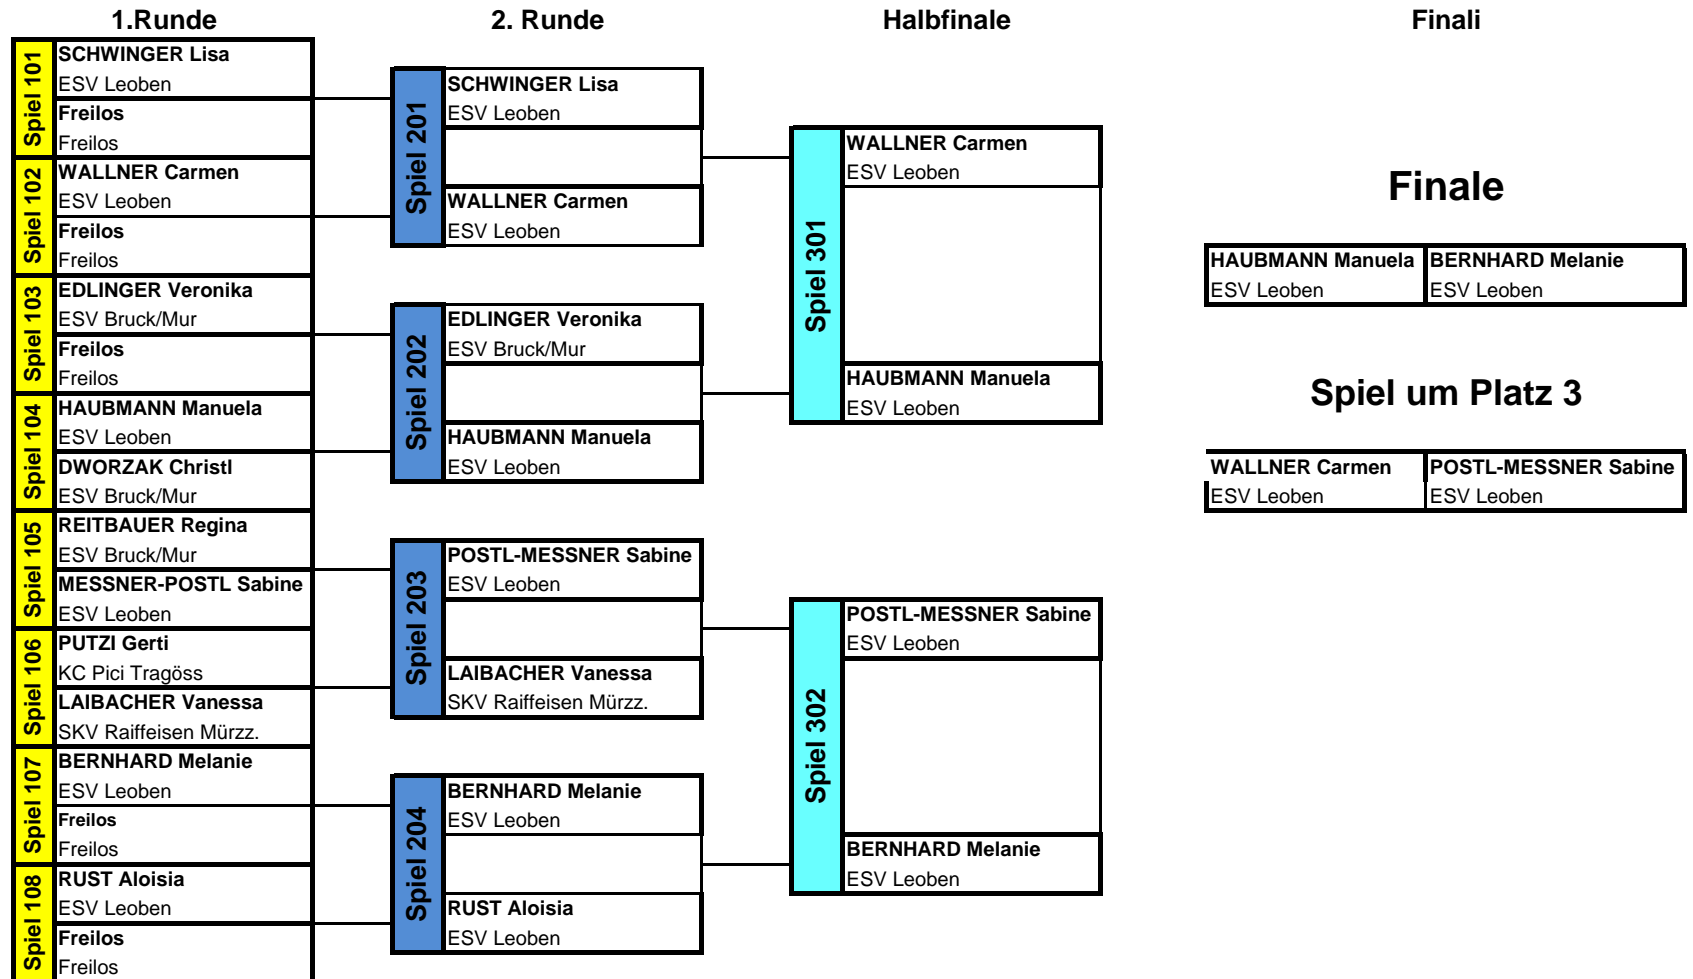 1.Runde
2. Runde
Halbfinale
Finali
Spiel 101
SCHWINGER Lisa
ESV Leoben
Freilos
Freilos
Spiel 102
WALLNER Carmen
ESV Leoben
Freilos
Freilos
Spiel 103
EDLINGER Veronika
ESV Bruck/Mur
Freilos
Freilos
Spiel 104
HAUBMANN Manuela
ESV Leoben
DWORZAK Christl
ESV Bruck/Mur
Spiel 105
REITBAUER Regina
ESV Bruck/Mur
MESSNER-POSTL Sabine
ESV Leoben
Spiel 106
PUTZI Gerti
KC Pici Tragöss
LAIBACHER Vanessa
SKV Raiffeisen Mürzz.
Spiel 107
BERNHARD Melanie
ESV Leoben
Freilos
Freilos
Spiel 108
RUST Aloisia
ESV Leoben
Freilos
Freilos
Spiel 201
SCHWINGER Lisa
ESV Leoben
WALLNER Carmen
ESV Leoben
Spiel 202
EDLINGER Veronika
ESV Bruck/Mur
HAUBMANN Manuela
ESV Leoben
Spiel 203
POSTL-MESSNER Sabine
ESV Leoben
LAIBACHER Vanessa
SKV Raiffeisen Mürzz.
Spiel 204
BERNHARD Melanie
ESV Leoben
RUST Aloisia
ESV Leoben
Spiel 301
WALLNER Carmen
ESV Leoben
HAUBMANN Manuela
ESV Leoben
Spiel 302
POSTL-MESSNER Sabine
ESV Leoben
BERNHARD Melanie
ESV Leoben
Finale
HAUBMANN Manuela
ESV Leoben
BERNHARD Melanie
ESV Leoben
Spiel um Platz 3
WALLNER Carmen
ESV Leoben
POSTL-MESSNER Sabine
ESV Leoben